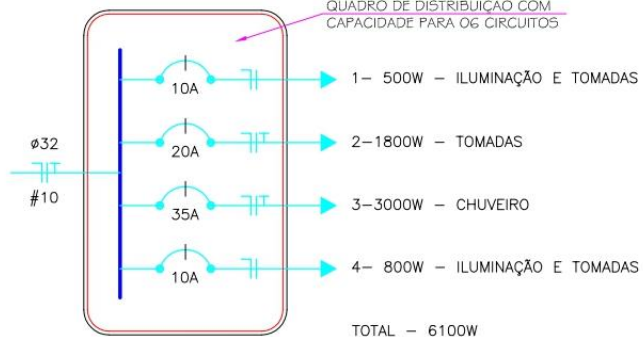 QUADRO DE DISTRIBUIÇÃO COM
CAPACIDADE PARA 06 CIRCUITOS
10A
1- 500W - ILUMINAÇÃO E TOMADAS
ø32
#10
20A
2-1800W - TOMADAS
35A
3-3000W - CHUVEIRO
10A
4- 800W - ILUMINAÇÃO E TOMADAS
TOTAL - 6100W